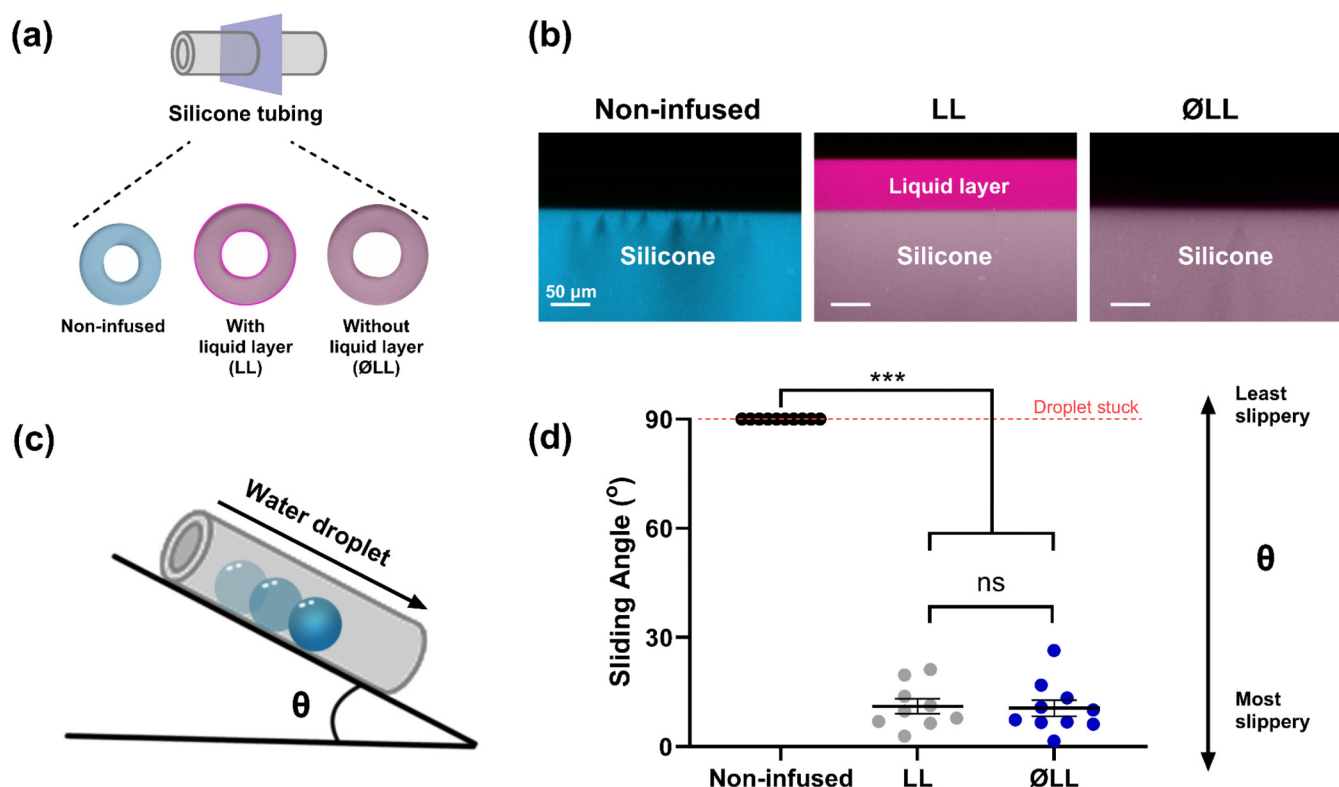 (a)
Silicone tubing
Non-infused
With
liquid layer
(LL)
Without
liquid layer
(ØLL)
(b)
Non-infused
LL
ØLL
Liquid layer
Silicone
Silicone
Silicone
50 µm
(c)
Water droplet
θ
(d)
***
Droplet stuck
Least
slippery
90
60
30
0
Sliding Angle (º)
ns
θ
Most
slippery
Non-infused
LL
ØLL